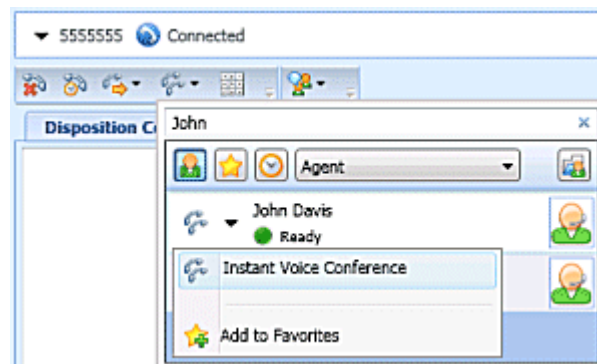 5555555 Connected
Disposition C
John
Agent
John Davis
Ready
Instant Voice Conference
Add to Favorites